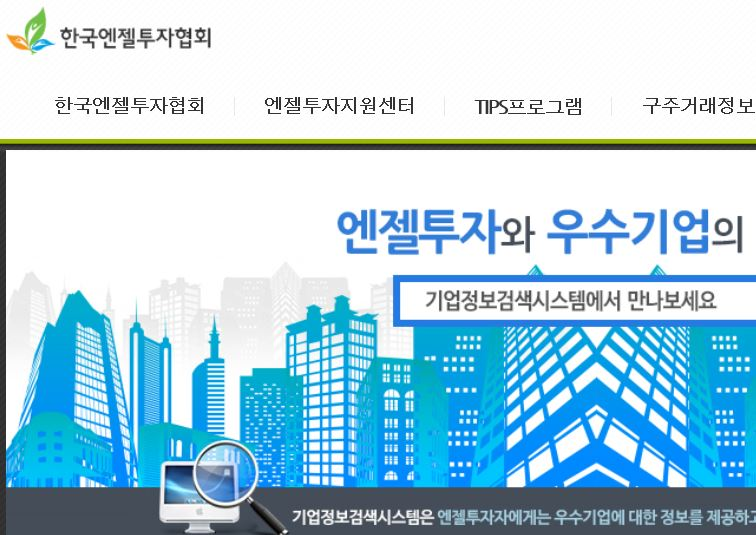 한국엔젤투자협회
한국엔젤투자협회 엔젤투자지원센터 TIPS프로그램 구주거래정보
엔젤투자와 우수기업의
기업정보검색시스템에서 만나보세요
기업정보검색시스템은 엔젤투자자에게는 우수기업에 대한 정보를 제공하고